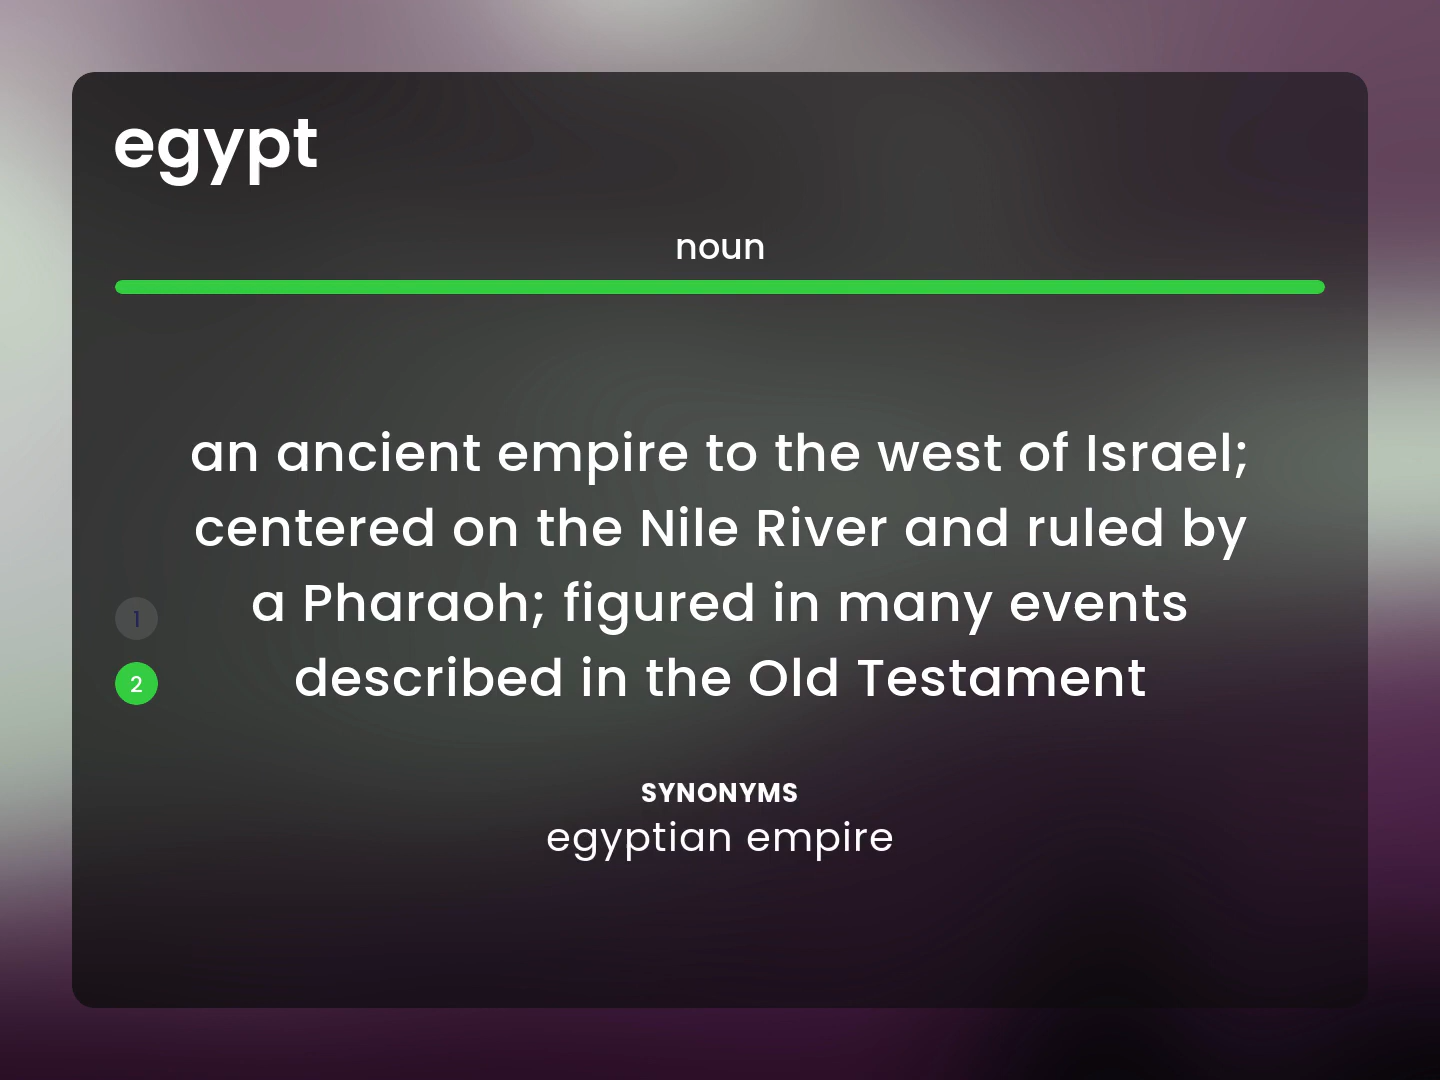 egypt
noun
an ancient empire to the west of Israel;
centered on the Nile River and ruled by
a Pharaoh; figured in many events
described in the Old Testament
1
2
SYNONYMS
egyptian empire